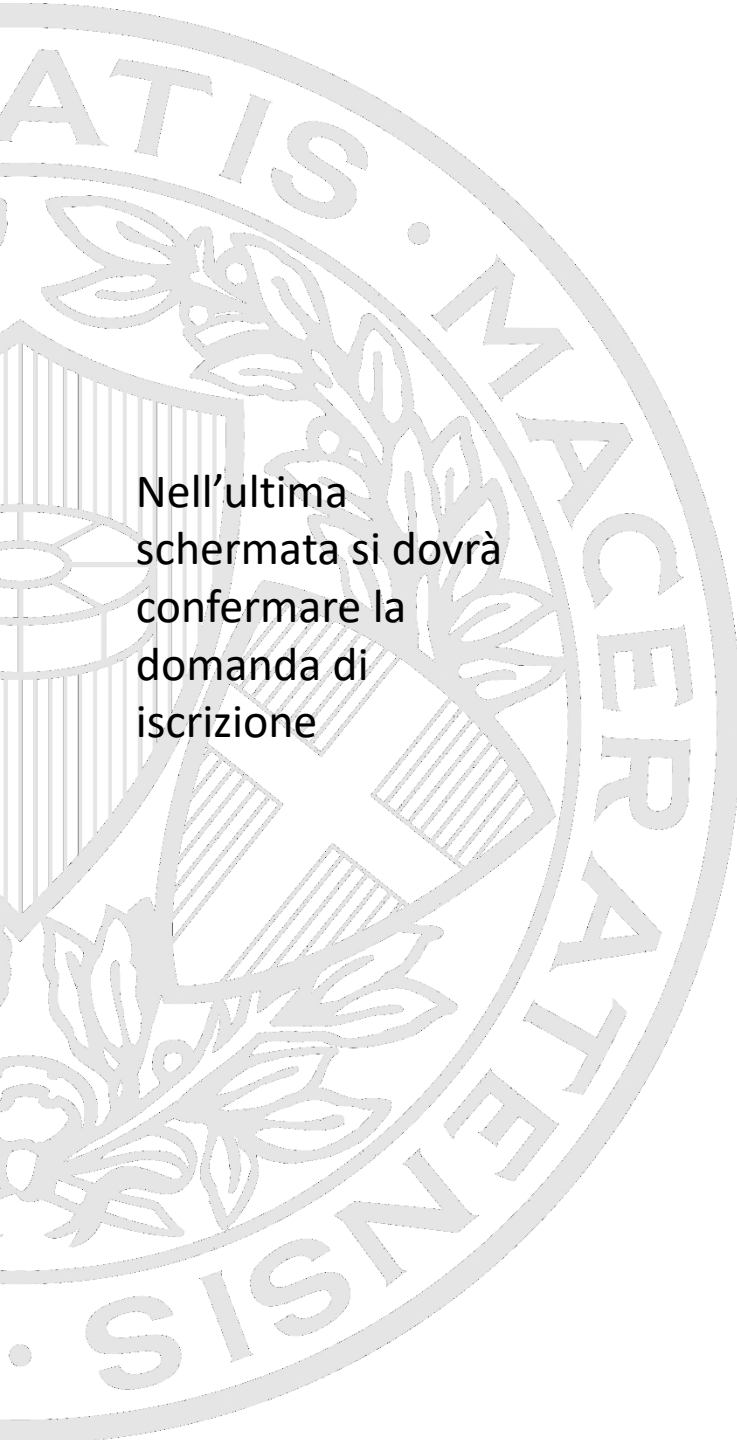 ATIS · MACERATENSIS ·
Nell’ultima
schermata si dovrà
confermare la
domanda di
iscrizione